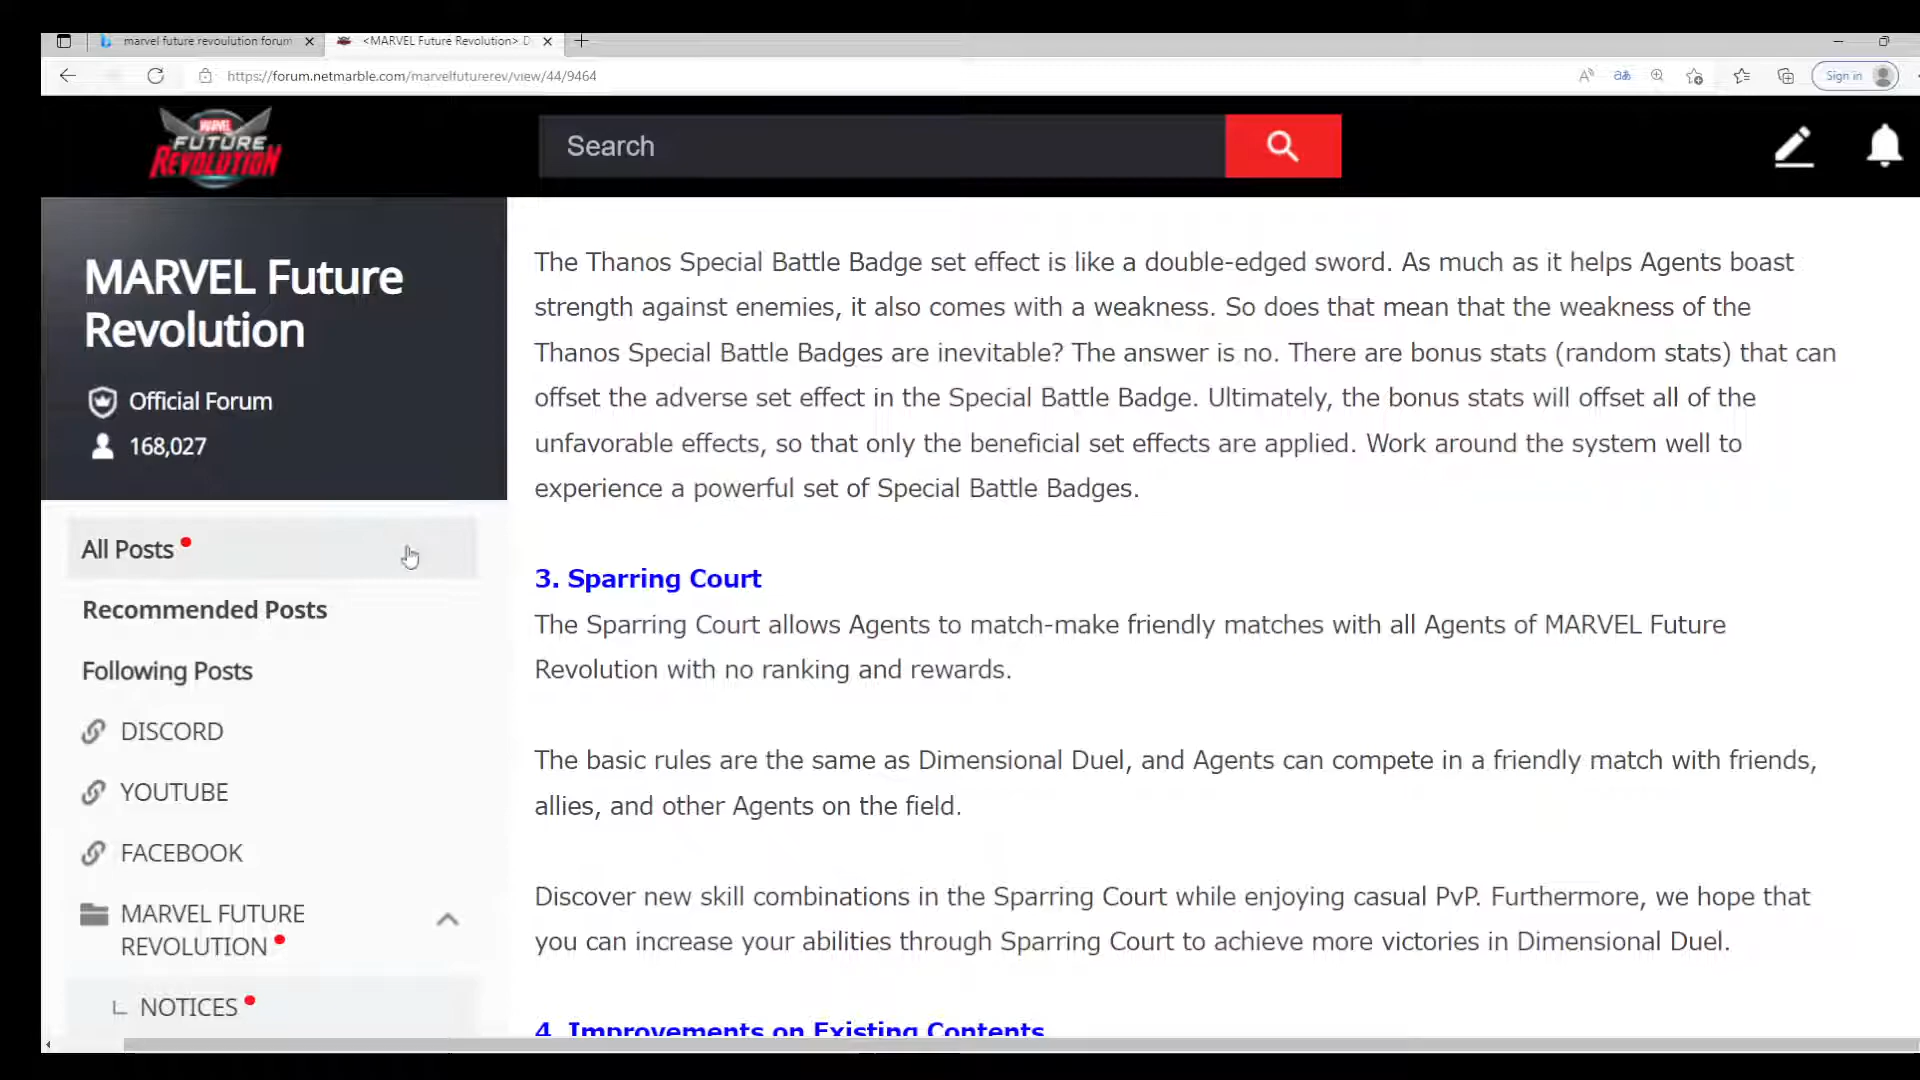 marvel future revoulution forum
<MARVEL Future Revolution> D
https://forum.netmarble.com/marvelfuturerev/view/44/9464
Sign in
MARVEL
FUTURE
REVOLUTION
Search
MARVEL Future
Revolution
Official Forum
168,027
All Posts
Recommended Posts
Following Posts
DISCORD
YOUTUBE
FACEBOOK
MARVEL FUTURE
REVOLUTION
NOTICES
The Thanos Special Battle Badge set effect is like a double-edged sword. As much as it helps Agents boast
strength against enemies, it also comes with a weakness. So does that mean that the weakness of the
Thanos Special Battle Badges are inevitable? The answer is no. There are bonus stats (random stats) that can
offset the adverse set effect in the Special Battle Badge. Ultimately, the bonus stats will offset all of the
unfavorable effects, so that only the beneficial set effects are applied. Work around the system well to
experience a powerful set of Special Battle Badges.
3. Sparring Court
The Sparring Court allows Agents to match-make friendly matches with all Agents of MARVEL Future
Revolution with no ranking and rewards.
The basic rules are the same as Dimensional Duel, and Agents can compete in a friendly match with friends,
allies, and other Agents on the field.
Discover new skill combinations in the Sparring Court while enjoying casual PvP. Furthermore, we hope that
you can increase your abilities through Sparring Court to achieve more victories in Dimensional Duel.
4. Improvements on Existing Contents